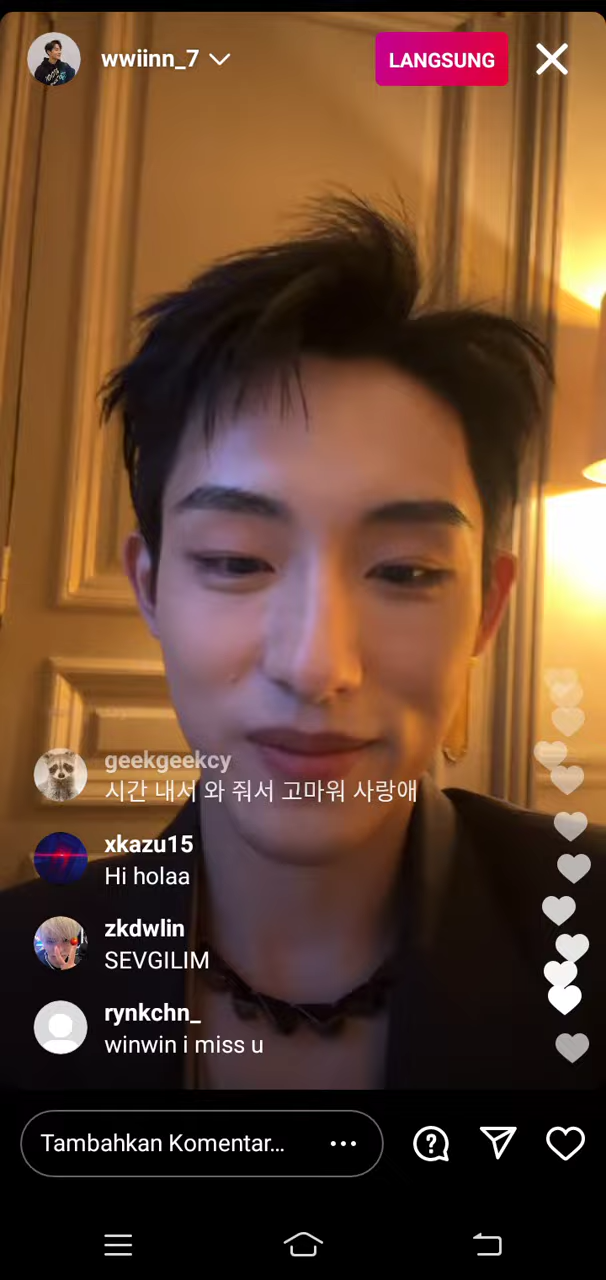 wwiinn_7
LANGSUNG
geekgeekcy
시간 내서 와 줘서 고마워 사랑애
xkazu15
Hi holaa
zkdwlin
SEVGILIM
rynkchn_
winwin i miss u
Tambahkan Komentar...